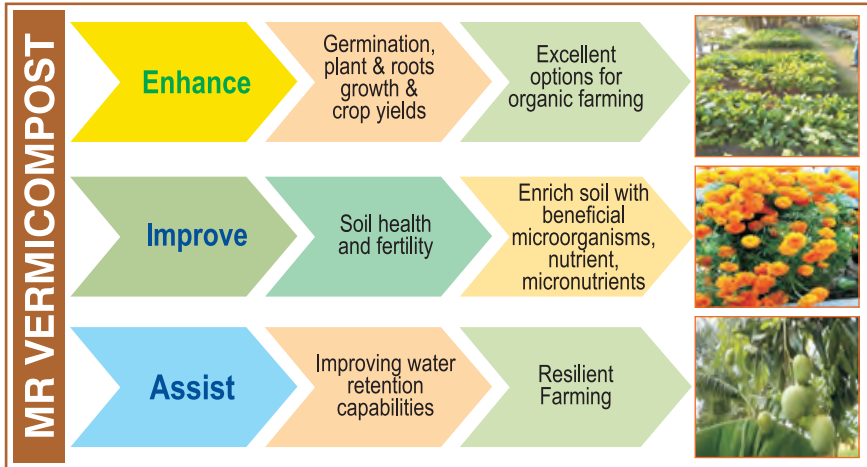 MR VERMICOMPOST
Enhance
Germination,
plant & roots
growth &
crop yields
Excellent
options for
organic farming
Improve
Soil health
and fertility
Enrich soil with
beneficial
microorganisms,
nutrient,
micronutrients
Assist
Improving water
retention
capabilities
Resilient
Farming